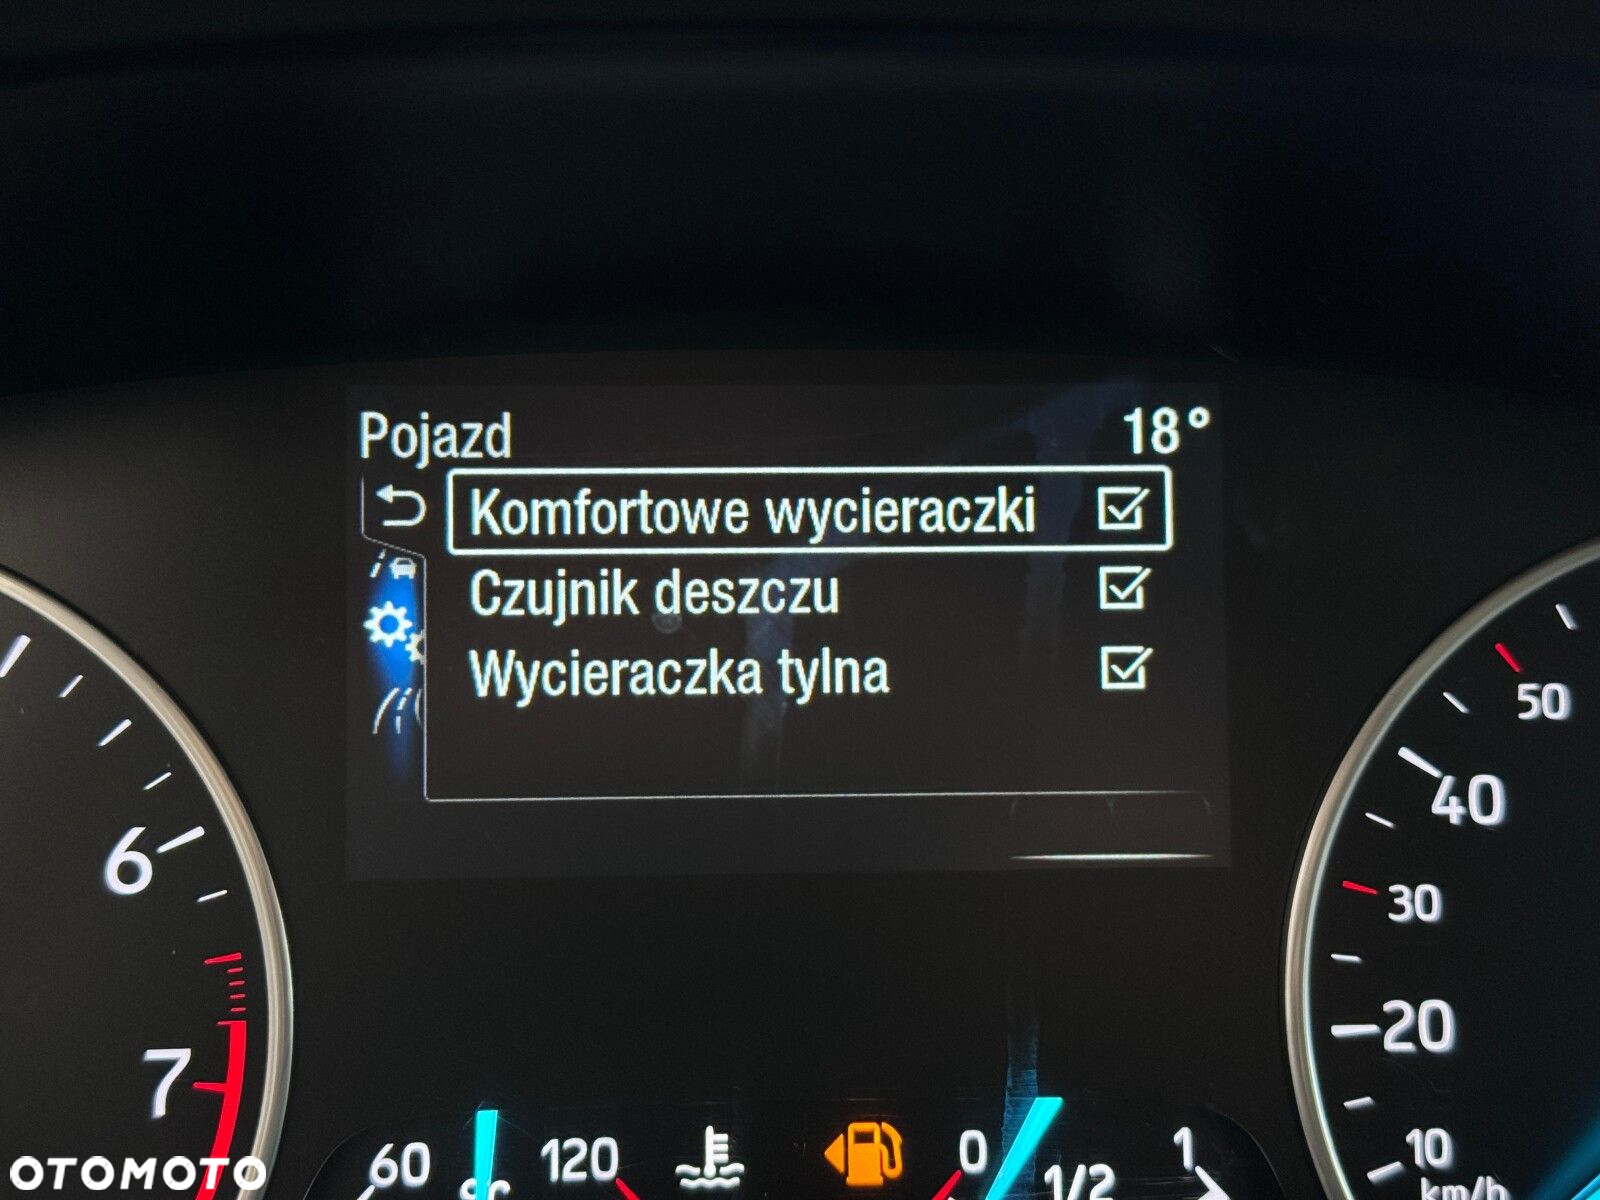 Pojazd 18°
Komfortowe wycieraczki
Czujnik deszczu
Wycieraczka tylna
50
40
6
30
20
7
10
km/h
60 120 0 1/2 1
°C
OTOMOTO